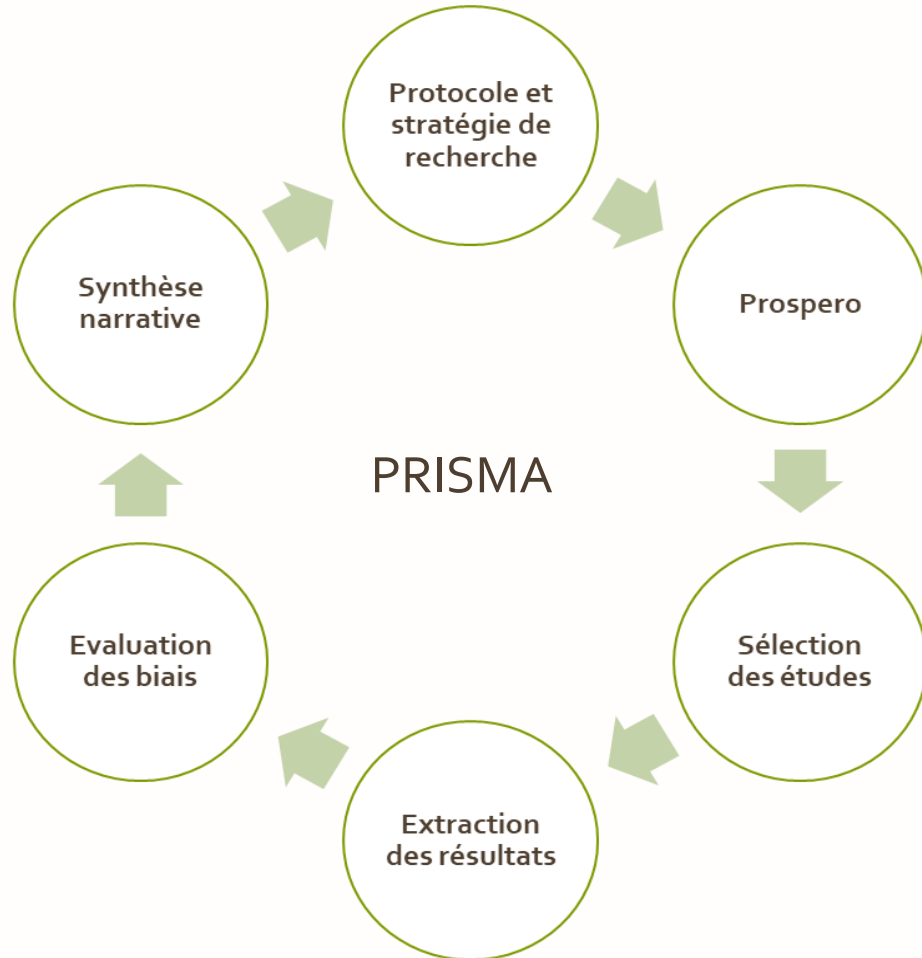 Protocole et
stratégie de
recherche
Prospero
Sélection
des études
Extraction
des résultats
Evaluation
des biais
Synthèse
narrative
PRISMA